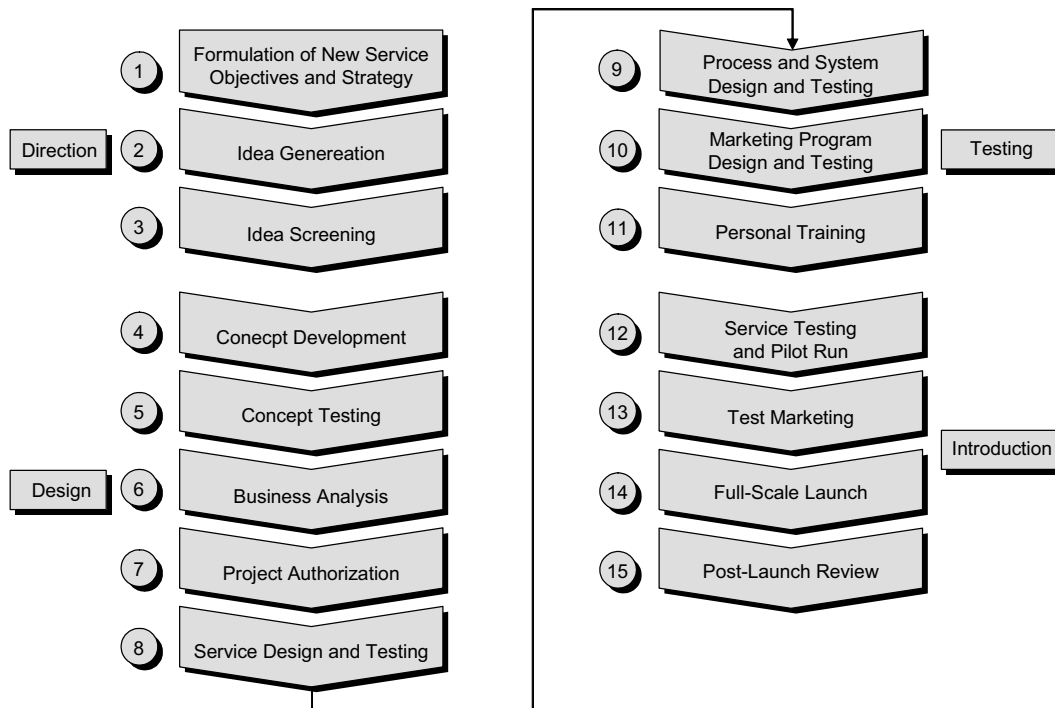 1
Formulation of New Service
Objectives and Strategy
Direction
2
Idea Genereation
3
Idea Screening
4
Conecpt Development
5
Concept Testing
Design
6
Business Analysis
7
Project Authorization
8
Service Design and Testing
9
Process and System
Design and Testing
10
Marketing Program
Design and Testing
Testing
11
Personal Training
12
Service Testing
and Pilot Run
13
Test Marketing
Introduction
14
Full-Scale Launch
15
Post-Launch Review